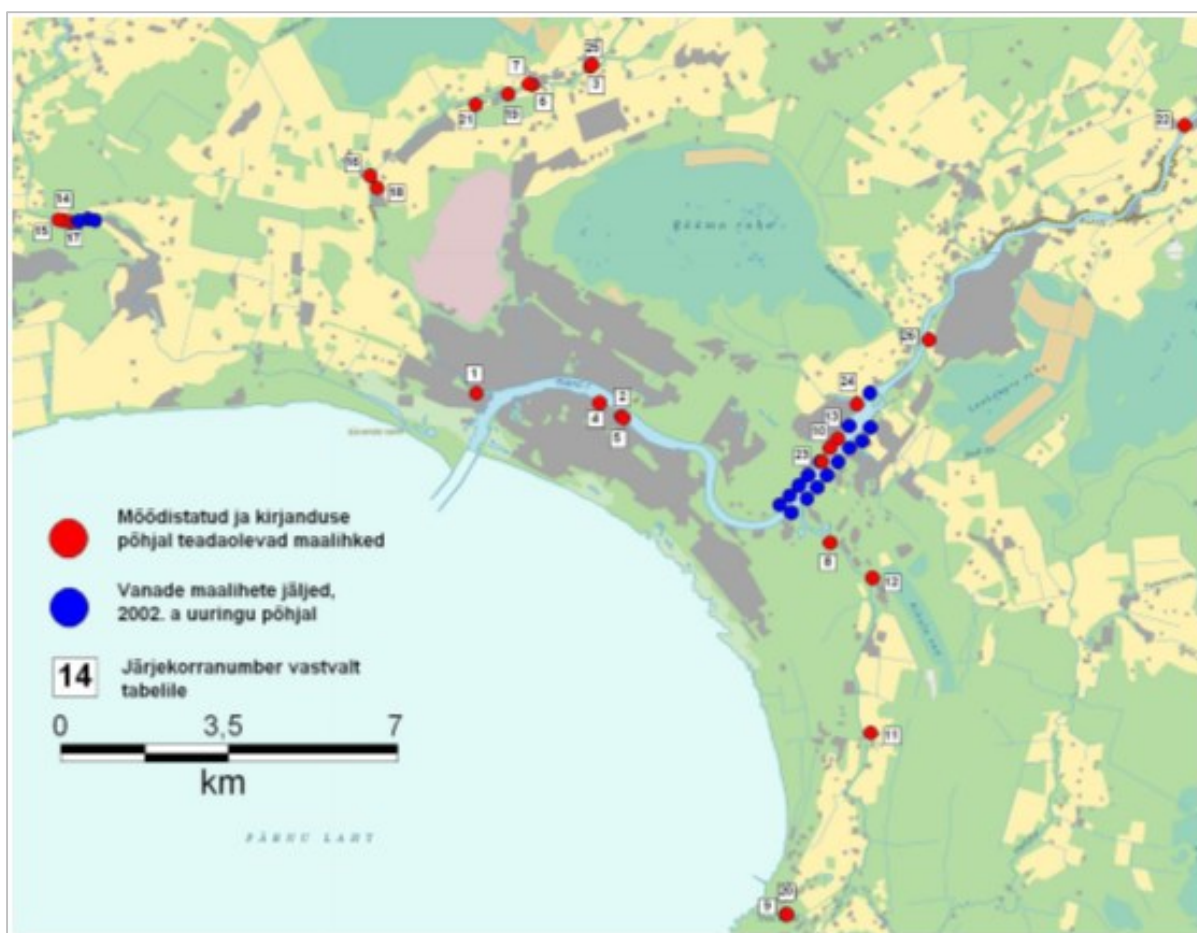 25
7
3
6
19
21
22
16
18
14
15
17
Rääma raba
26
1
2
4
5
24
13
10
23
8
12
11
20
9
Mõõdistatud ja kirjanduse
põhjal teadaolevad maalihked
Vanade maalihete jäljed,
2002. a uuringu põhjal
14
Järjekorranumber vastvalt
tabelile
0 3,5 7
km
PÄRNU LAHT